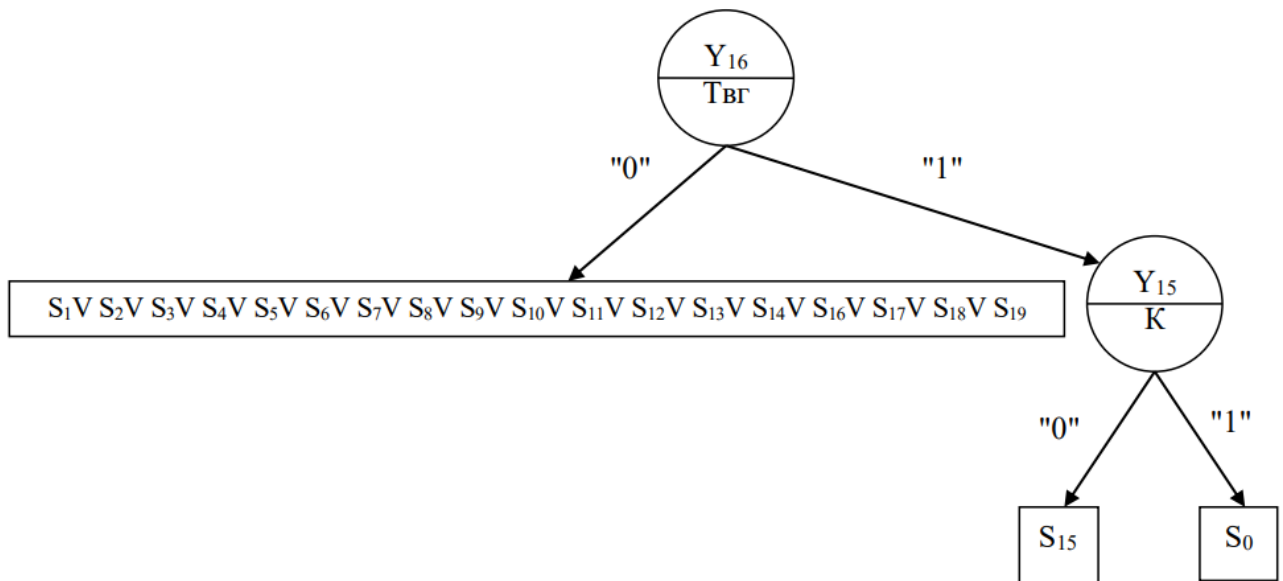 Y₁₆
Твг
"0"
"1"
S₁V S₂V S₃V S₄V S₅V S₆V S₇V S₈V S₉V S₁₀V S₁₁V S₁₂V S₁₃V S₁₄V S₁₆V S₁₇V S₁₈V S₁₉
Y₁₅
К
"0"
"1"
S₁₅
S₀